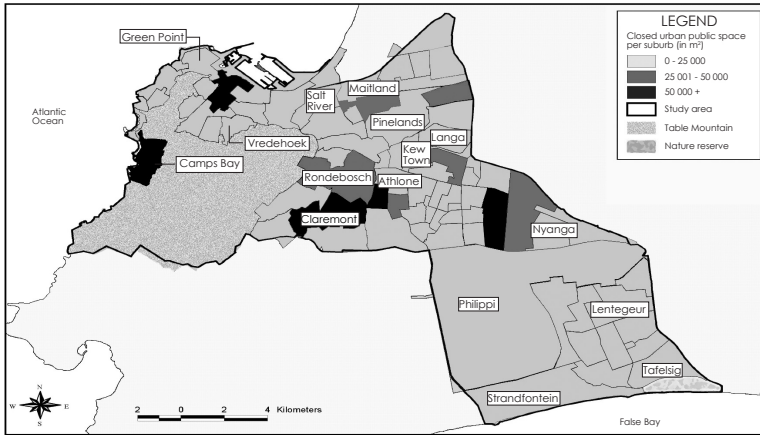 LEGEND
Closed urban public space
per suburb (in m²)
0 - 25 000
25 001 - 50 000
50 000 +
Study area
Table Mountain
Nature reserve
Green Point
Atlantic
Ocean
Salt
River
Maitland
Pinelands
Vredehoek
Langa
Kew
Town
Camps Bay
Rondebosch
Athlone
Claremont
Nyanga
Philippi
Lentegeur
Tafelsig
Strandfontein
False Bay
N
W
E
S
2 0 2 4 Kilometers